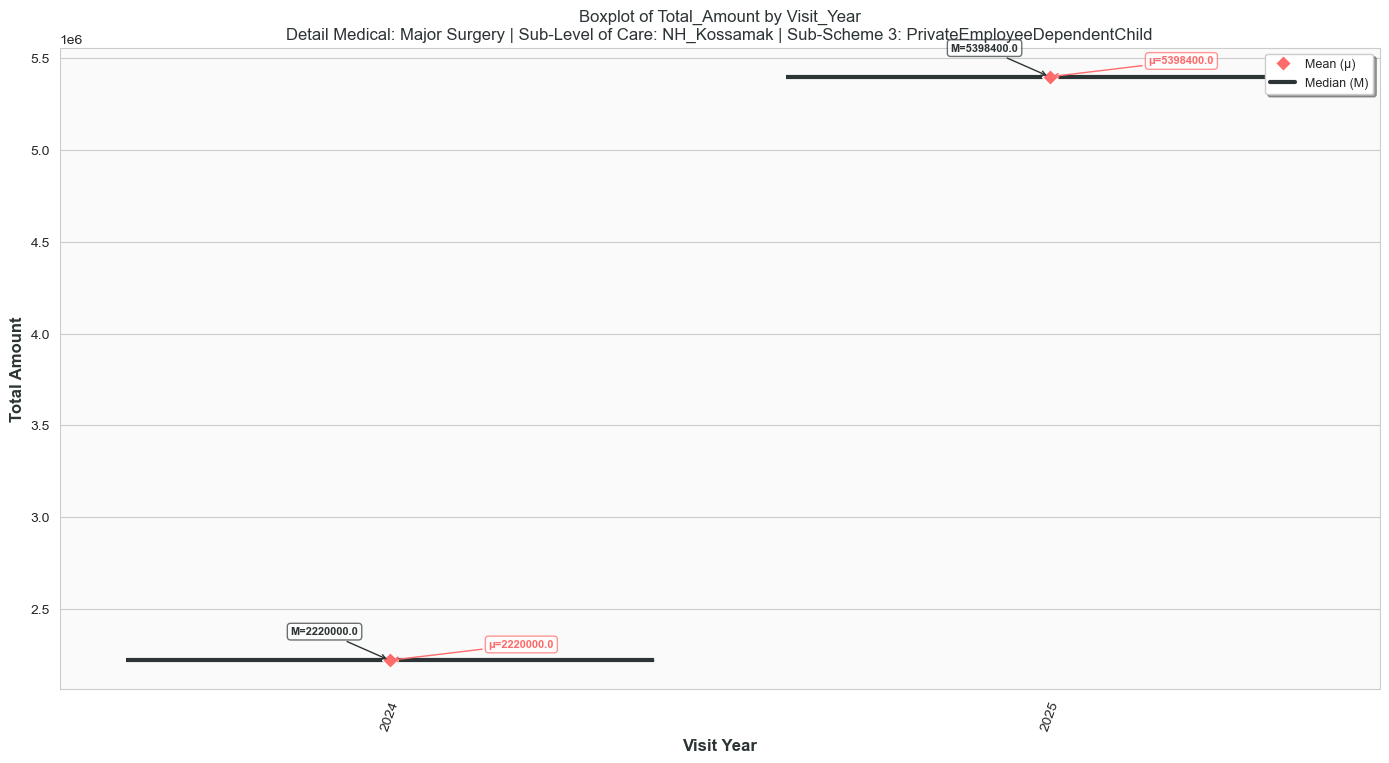 Boxplot of Total_Amount by Visit_Year
Detail Medical: Major Surgery | Sub-Level of Care: NH_Kossamak | Sub-Scheme 3: PrivateEmployeeDependentChild
1e6
M=5398400.0
μ=5398400.0
Mean (μ)
Median (M)
5.5
5.0
4.5
4.0
3.5
3.0
2.5
Total Amount
M=2220000.0
μ=2220000.0
2024
2025
Visit Year